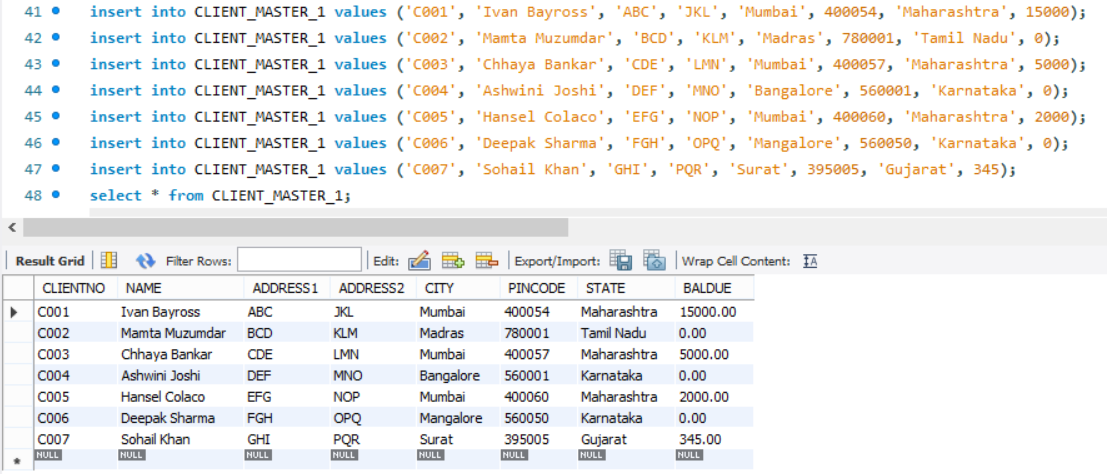 41 insert into CLIENT_MASTER_1 values ('C001', 'Ivan Bayross', 'ABC', 'JKL', 'Mumbai', 400054, 'Maharashtra', 15000);
42 insert into CLIENT_MASTER_1 values ('C002', 'Mamta Muzumdar', 'BCD', 'KLM', 'Madras', 780001, 'Tamil Nadu', 0);
43 insert into CLIENT_MASTER_1 values ('C003', 'Chhaya Bankar', 'CDE', 'LMN', 'Mumbai', 400057, 'Maharashtra', 5000);
44 insert into CLIENT_MASTER_1 values ('C004', 'Ashwini Joshi', 'DEF', 'MNO', 'Bangalore', 560001, 'Karnataka', 0);
45 insert into CLIENT_MASTER_1 values ('C005', 'Hansel Colaco', 'EFG', 'NOP', 'Mumbai', 400060, 'Maharashtra', 2000);
46 insert into CLIENT_MASTER_1 values ('C006', 'Deepak Sharma', 'FGH', 'OPQ', 'Mangalore', 560050, 'Karnataka', 0);
47 insert into CLIENT_MASTER_1 values ('C007', 'Sohail Khan', 'GHI', 'PQR', 'Surat', 395005, 'Gujarat', 345);
48 select * from CLIENT_MASTER_1;
Result Grid Filter Rows: Edit: Export/Import: Wrap Cell Content: IA
CLIENTNO NAME ADDRESS1 ADDRESS2 CITY PINCODE STATE BALDUE
C001 Ivan Bayross ABC JKL Mumbai 400054 Maharashtra 15000.00
C002 Mamta Muzumdar BCD KLM Madras 780001 Tamil Nadu 0.00
C003 Chhaya Bankar CDE LMN Mumbai 400057 Maharashtra 5000.00
C004 Ashwini Joshi DEF MNO Bangalore 560001 Karnataka 0.00
C005 Hansel Colaco EFG NOP Mumbai 400060 Maharashtra 2000.00
C006 Deepak Sharma FGH OPQ Mangalore 560050 Karnataka 0.00
C007 Sohail Khan GHI PQR Surat 395005 Gujarat 345.00
NULL NULL NULL NULL NULL NULL NULL NULL